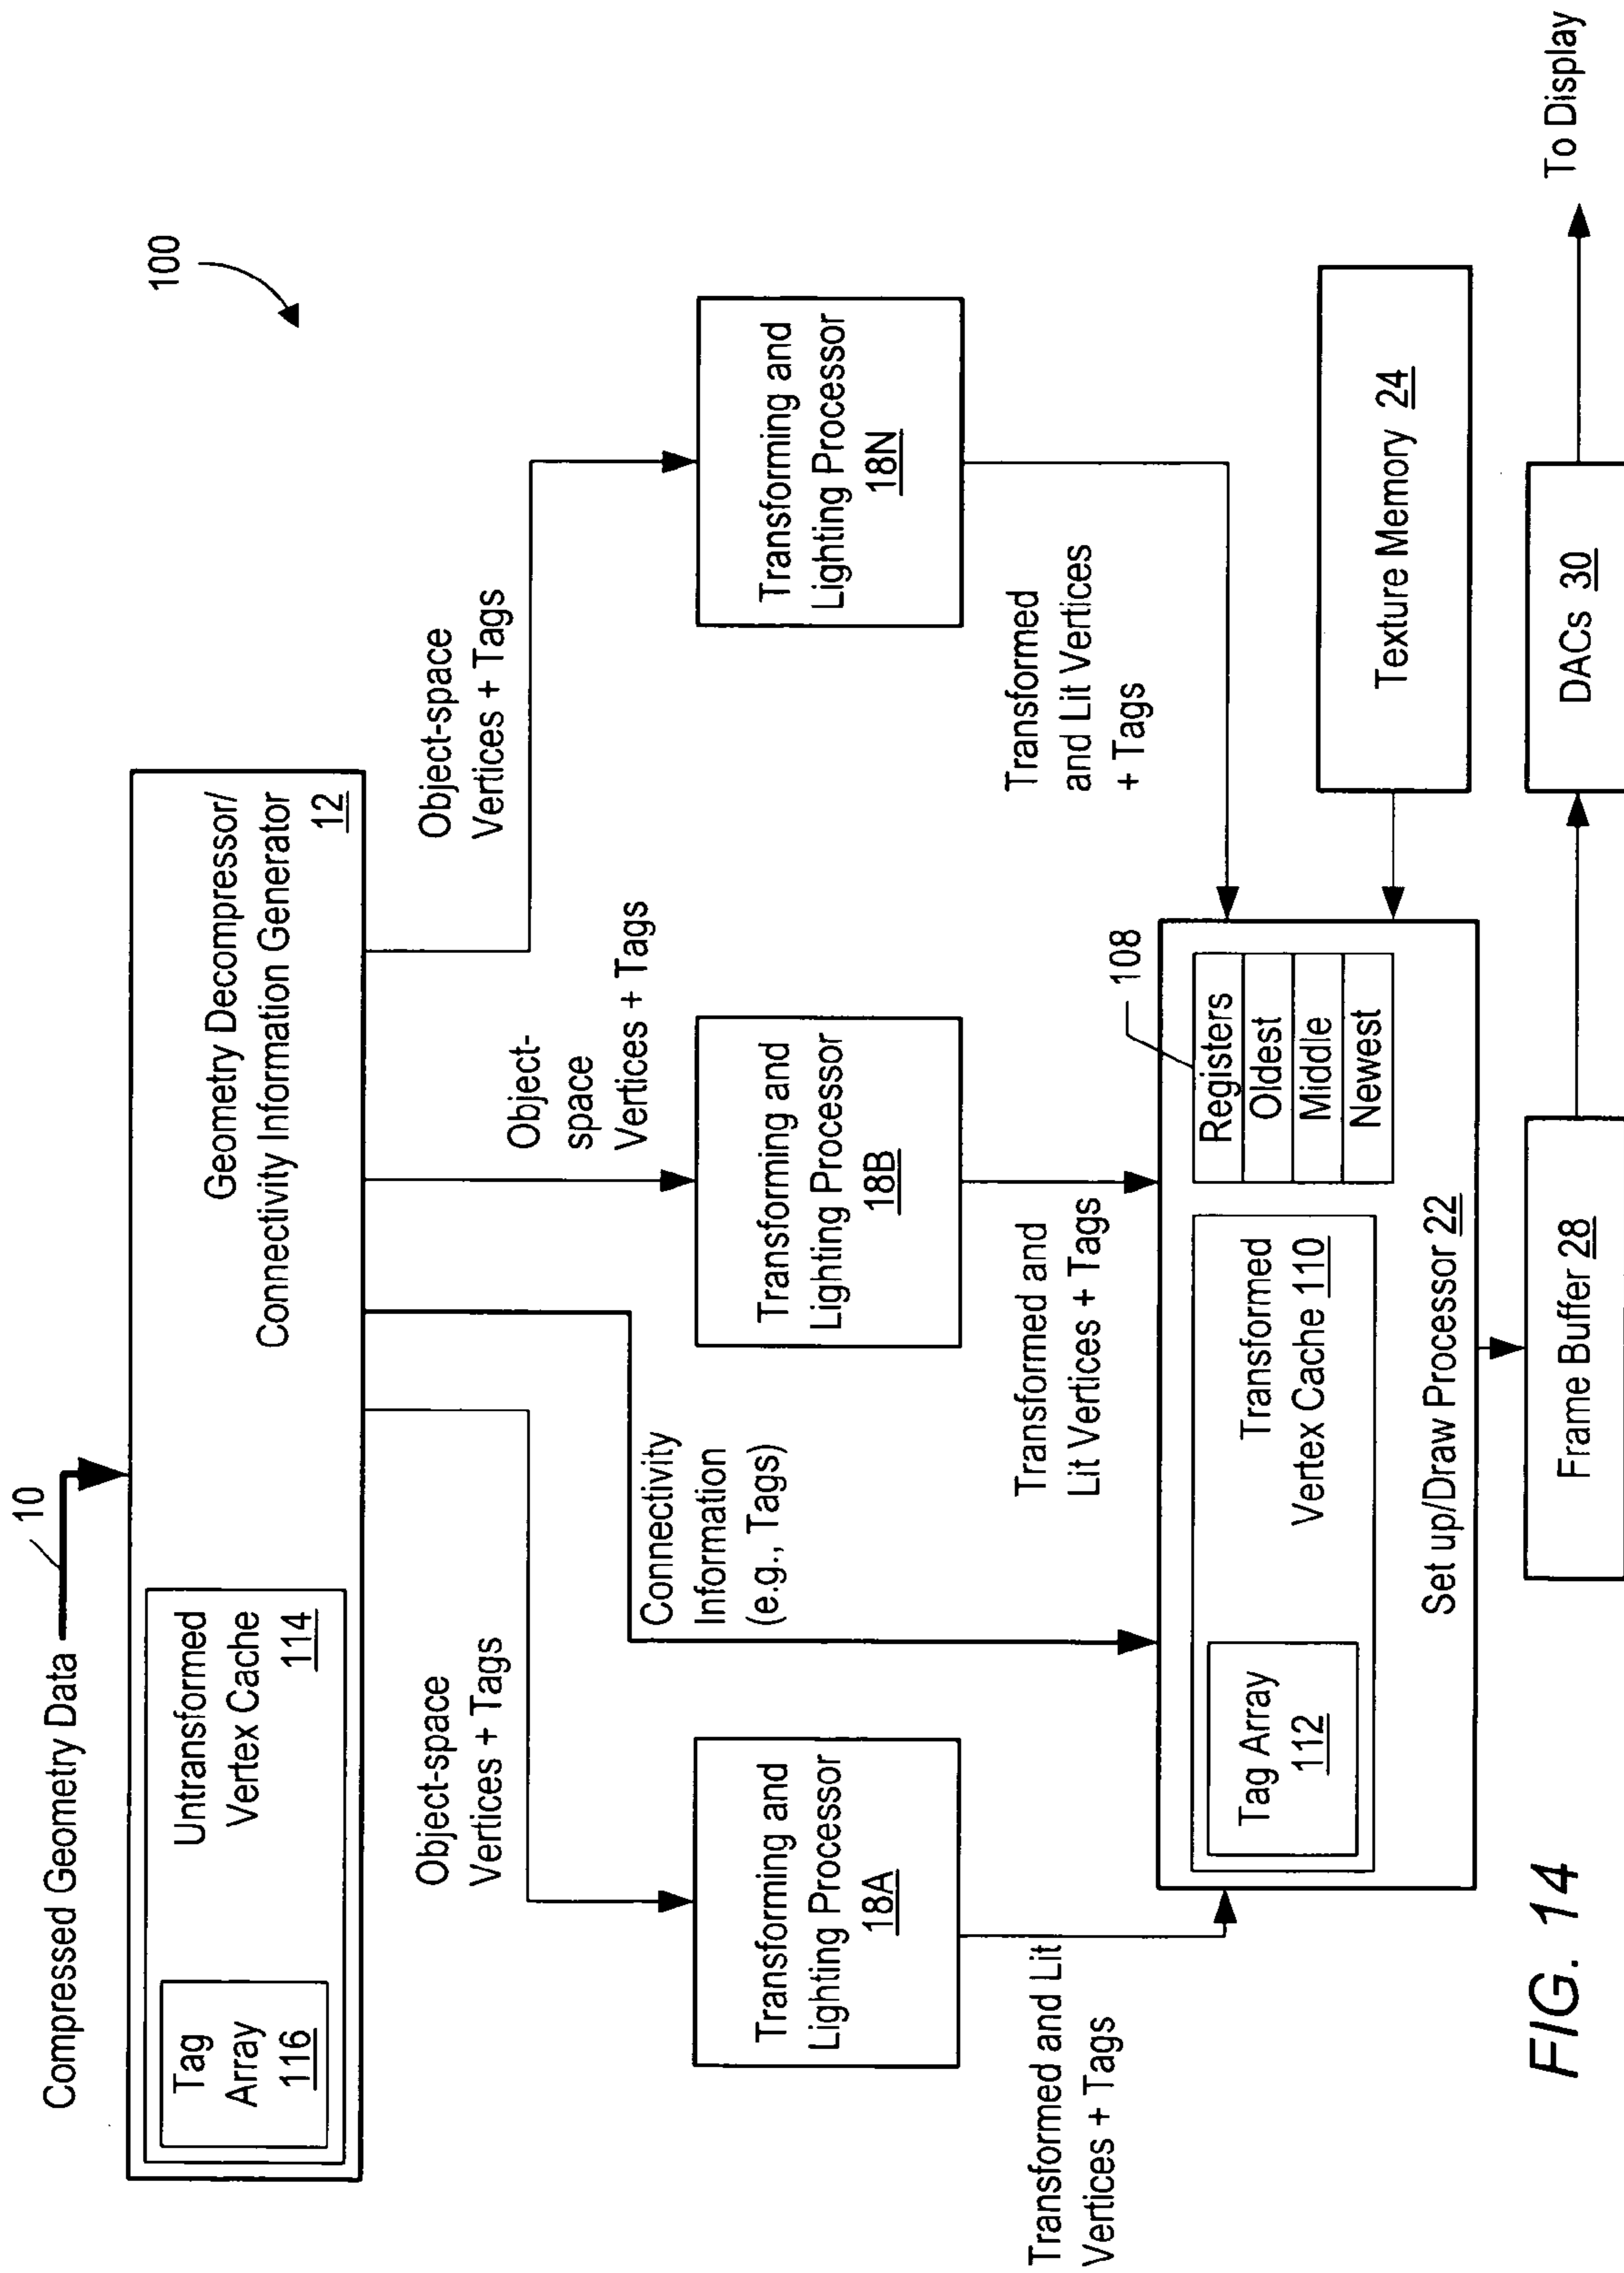 100
Compressed Geometry Data
10
Geometry Decompressor/
Connectivity Information Generator
12
Untransformed
Vertex Cache
114
Tag
Array
116
Object-space
Vertices + Tags
Connectivity
Information
(e.g., Tags)
Object-
space
Vertices + Tags
Object-space
Vertices + Tags
Transforming and
Lighting Processor
18A
Transforming and
Lighting Processor
18B
Transforming and
Lighting Processor
18N
Transformed and Lit
Vertices + Tags
Transformed and
Lit Vertices + Tags
Transformed
and Lit Vertices
+ Tags
108
Tag Array
112
Transformed
Vertex Cache 110
Registers
Oldest
Middle
Newest
Set up/Draw Processor 22
Texture Memory 24
Frame Buffer 28
DACs 30
To Display
FIG. 14